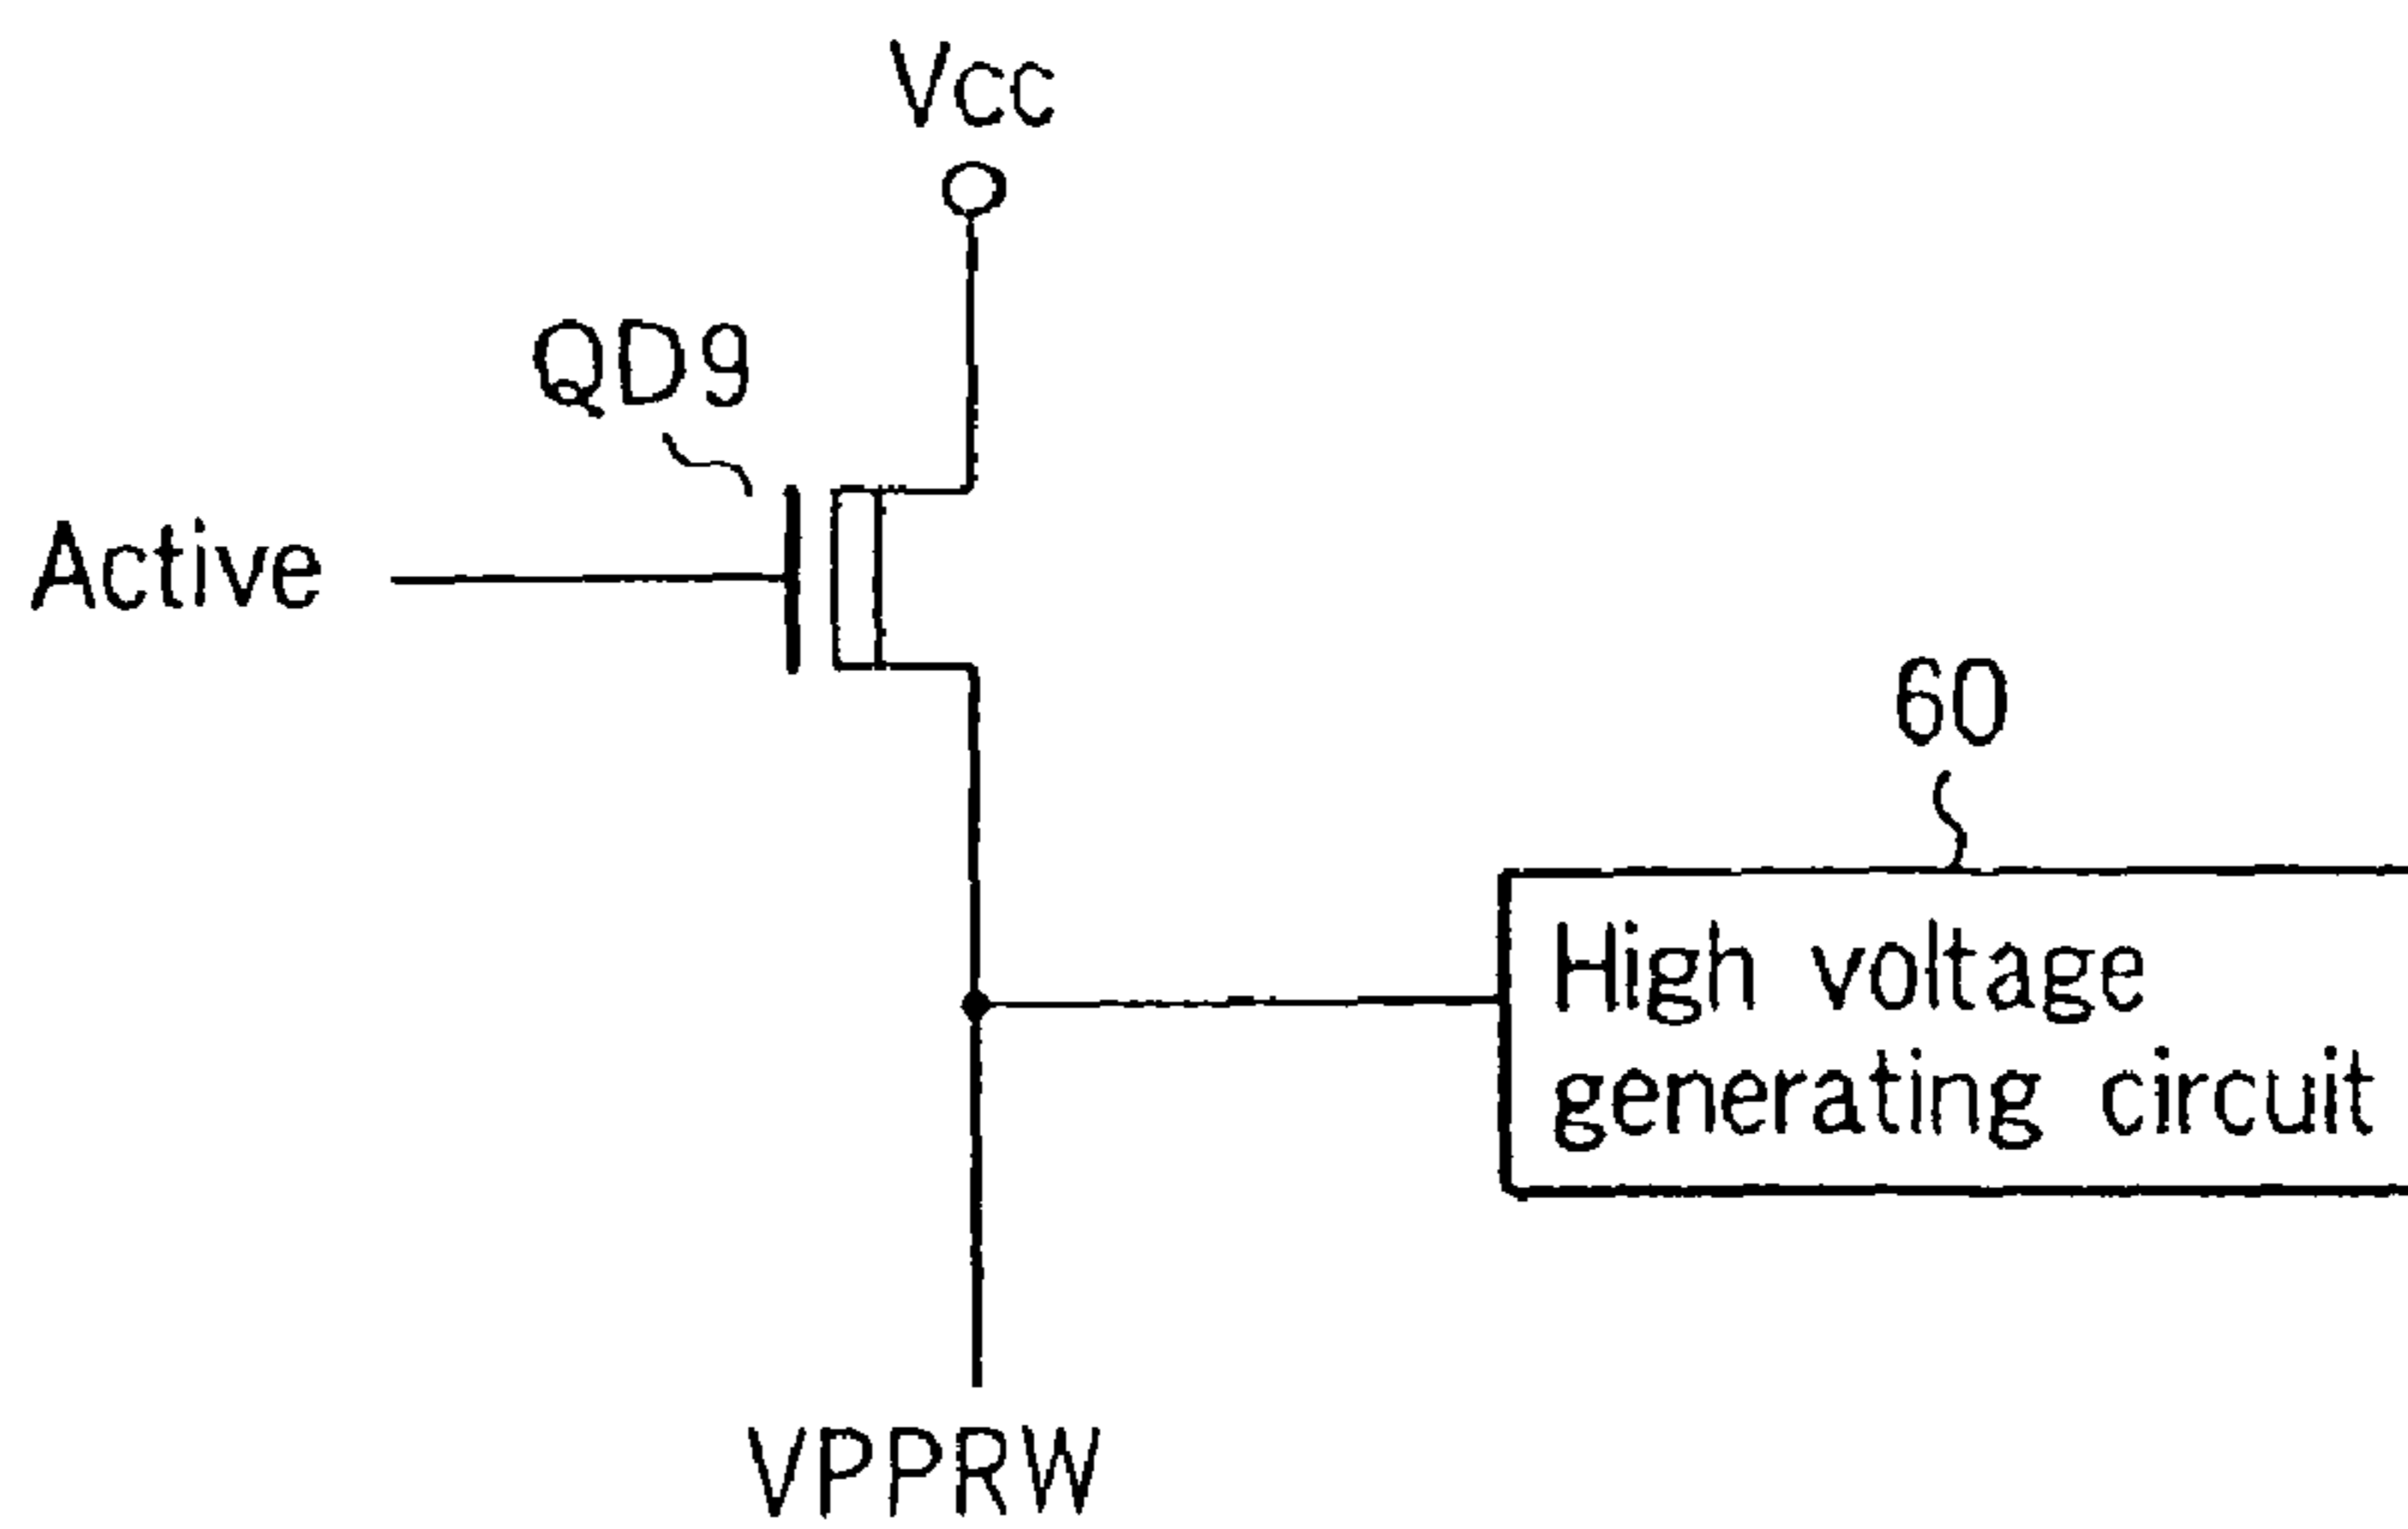 Vcc
QD9
Active
60
High voltage
generating circuit
VPPRW